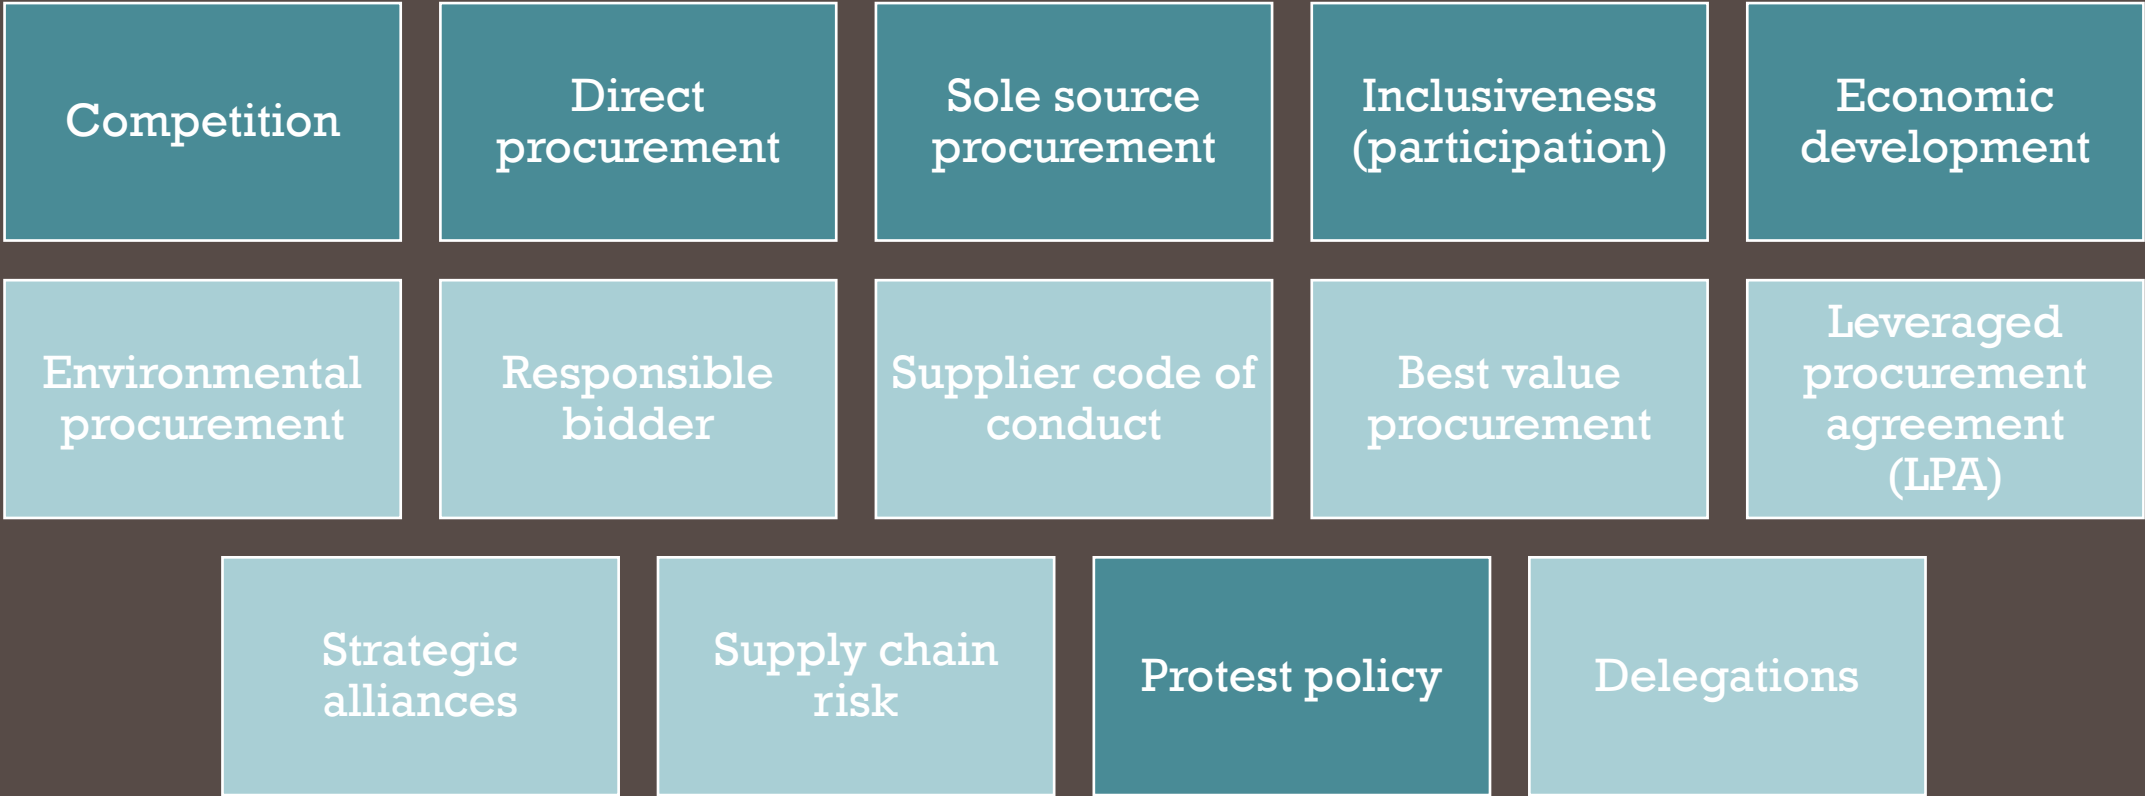 Competition
Direct
procurement
Sole source
procurement
Inclusiveness
(participation)
Economic
development
Environmental
procurement
Responsible
bidder
Supplier code of
conduct
Best value
procurement
Leveraged
procurement
agreement
(LPA)
Strategic
alliances
Supply chain
risk
Protest policy
Delegations